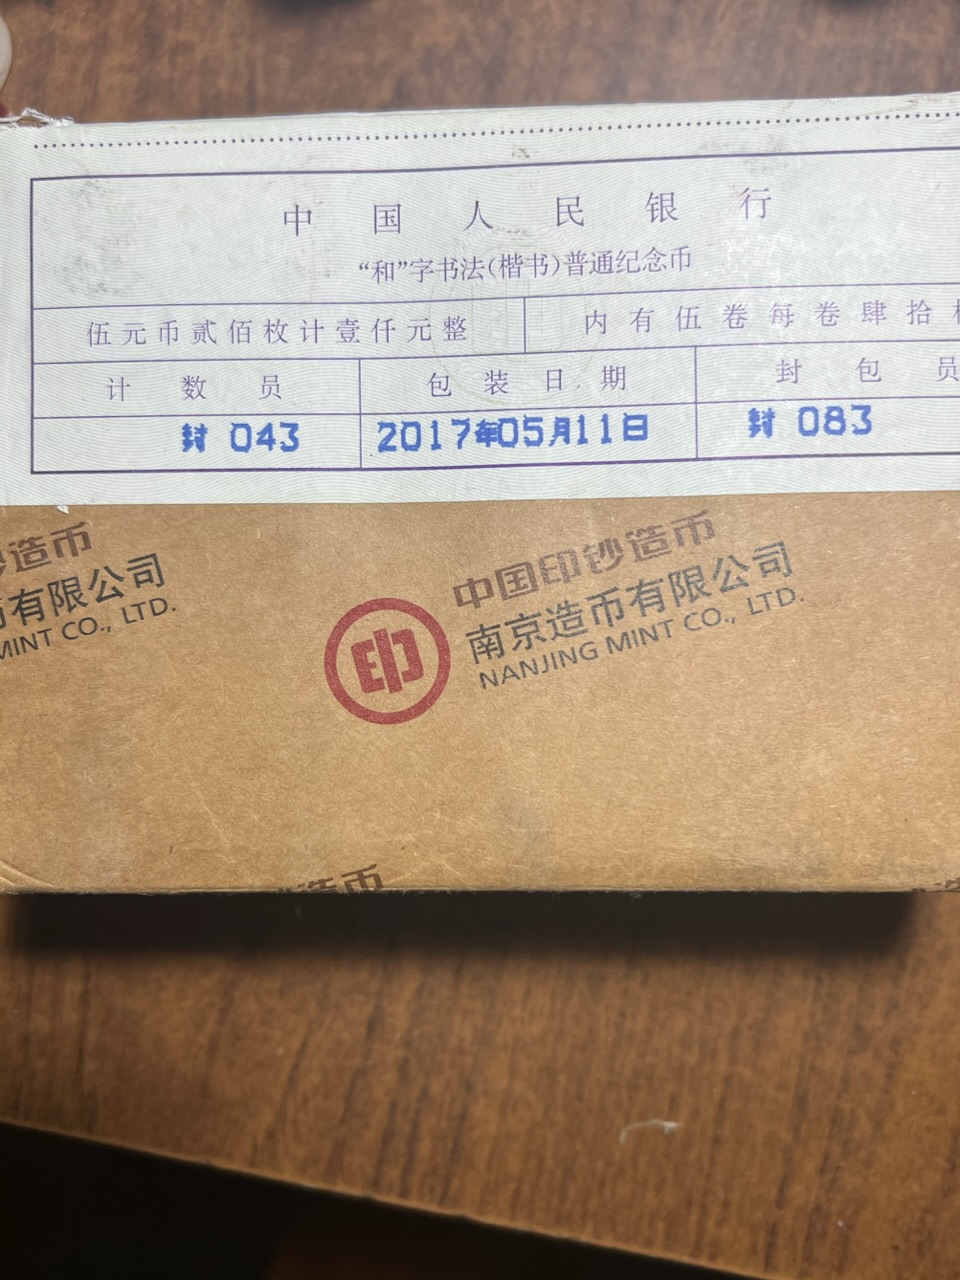 中国人民银行
“和”字书法(楷书)普通纪念币
伍元币贰佰枚计壹仟元整
内有伍卷每卷肆拾
计数员
包装日期
封包员
封 043
2017年05月11日
封 083
造币
有限公司
MINT CO., LTD.
印
中国印钞造币
南京造币有限公司
NANJING MINT CO., LTD.
造币